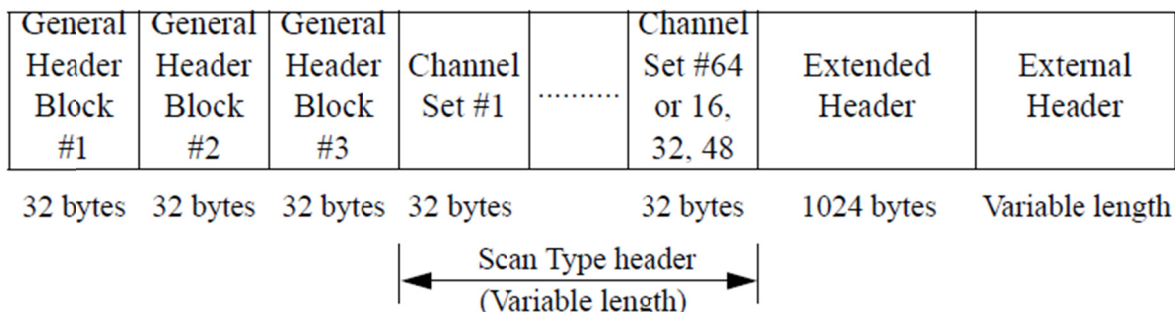 General
Header
Block
#1
General
Header
Block
#2
General
Header
Block
#3
Channel
Set #1
..........
Channel
Set #64
or 16,
32, 48
Extended
Header
External
Header
32 bytes 32 bytes 32 bytes 32 bytes 32 bytes 1024 bytes Variable length
Scan Type header
(Variable length)